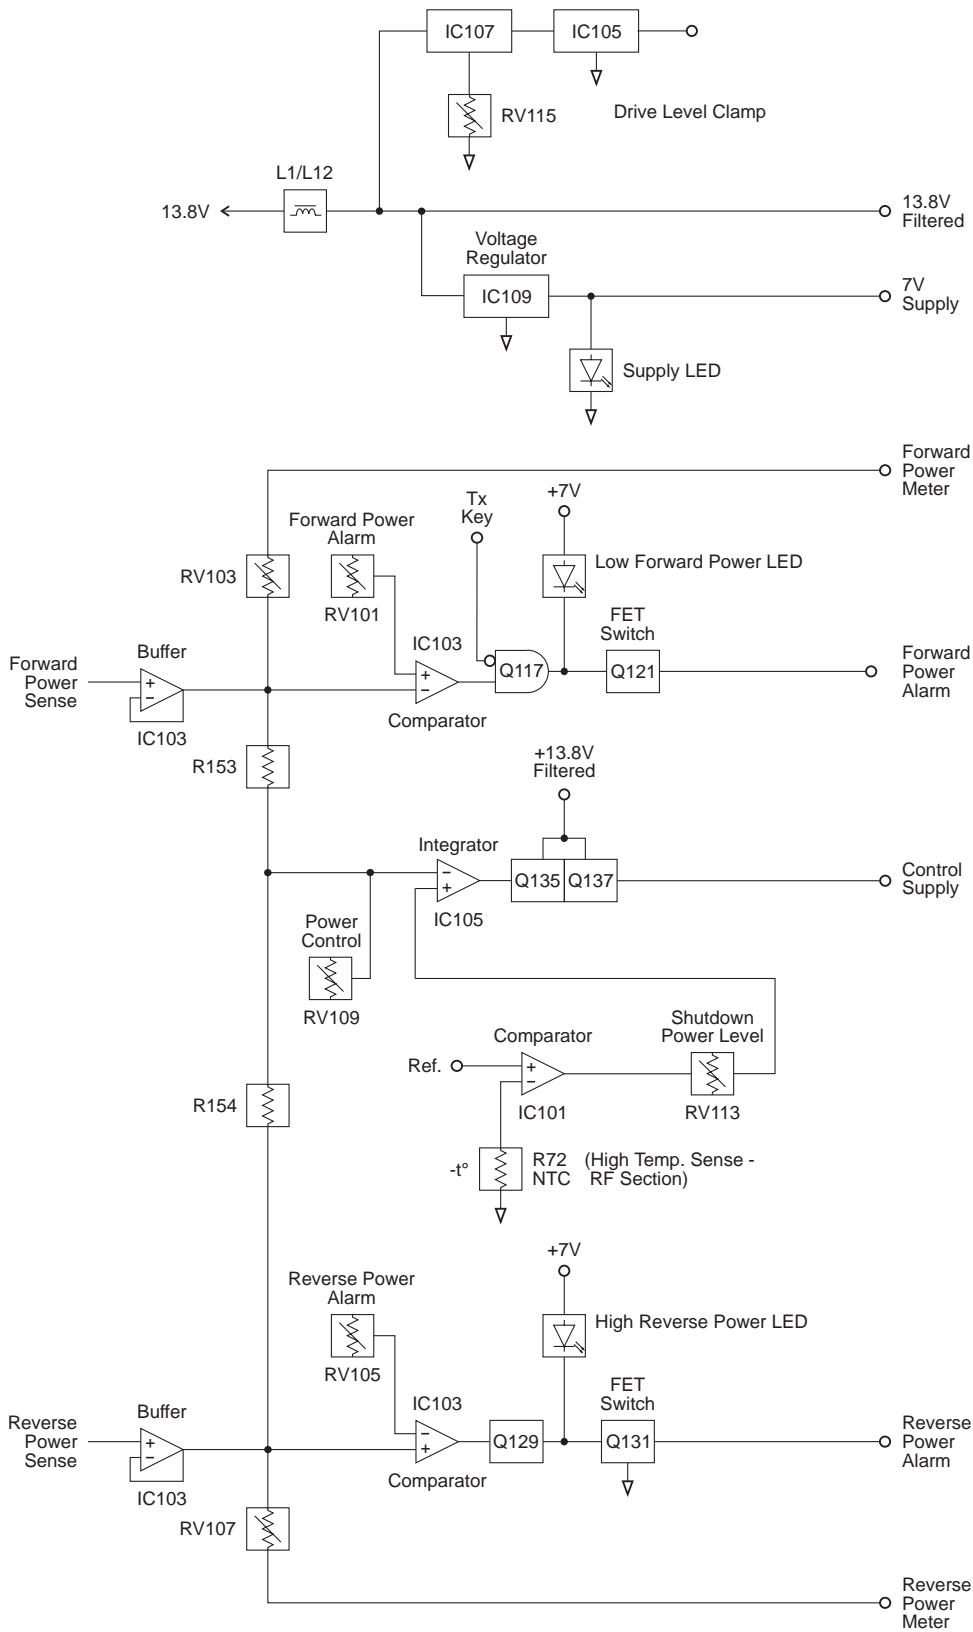 IC107
IC105
RV115
Drive Level Clamp
L1/L12
13.8V
13.8V
Filtered
Voltage
Regulator
IC109
7V
Supply
Supply LED
Forward
Power
Meter
+7V
Tx
Key
Forward Power
Alarm
Low Forward Power LED
RV103
RV101
FET
Switch
IC103
Buffer
Forward
Power
Sense
+
−
+
−
Q117
Q121
Forward
Power
Alarm
Comparator
IC103
R153
+13.8V
Filtered
Integrator
−
+
Q135
Q137
Control
Supply
IC105
Power
Control
RV109
Shutdown
Power Level
Comparator
Ref.
+
−
IC101
RV113
R154
-t°
R72
NTC
(High Temp. Sense -
RF Section)
+7V
Reverse Power
Alarm
High Reverse Power LED
RV105
FET
Switch
IC103
Buffer
Reverse
Power
Sense
+
−
−
+
Q129
Q131
Reverse
Power
Alarm
Comparator
IC103
RV107
Reverse
Power
Meter